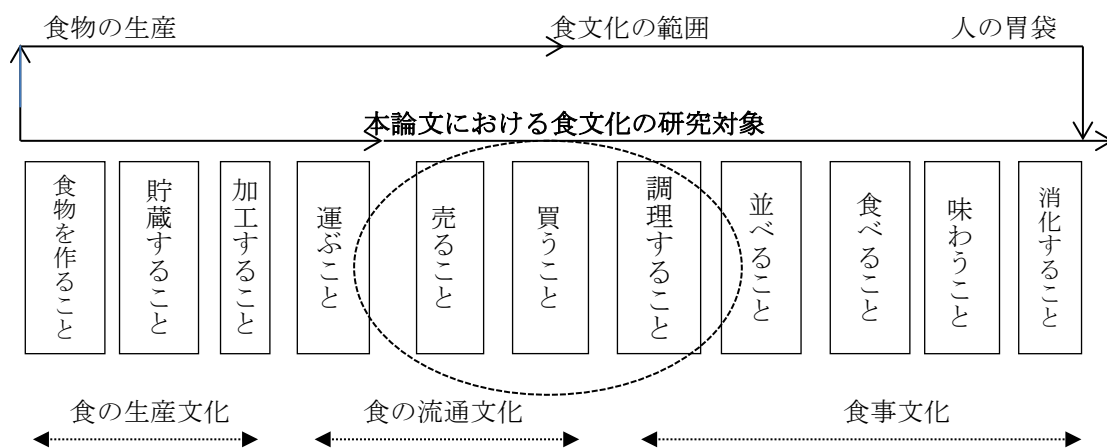 食物の生産 食文化の範囲 人の胃袋
本論文における食文化の研究対象
食物を作ること
貯蔵すること
加工すること
運ぶこと
売ること
買うこと
調理すること
並べること
食べること
味わうこと
消化すること
食の生産文化 食の流通文化 食事文化